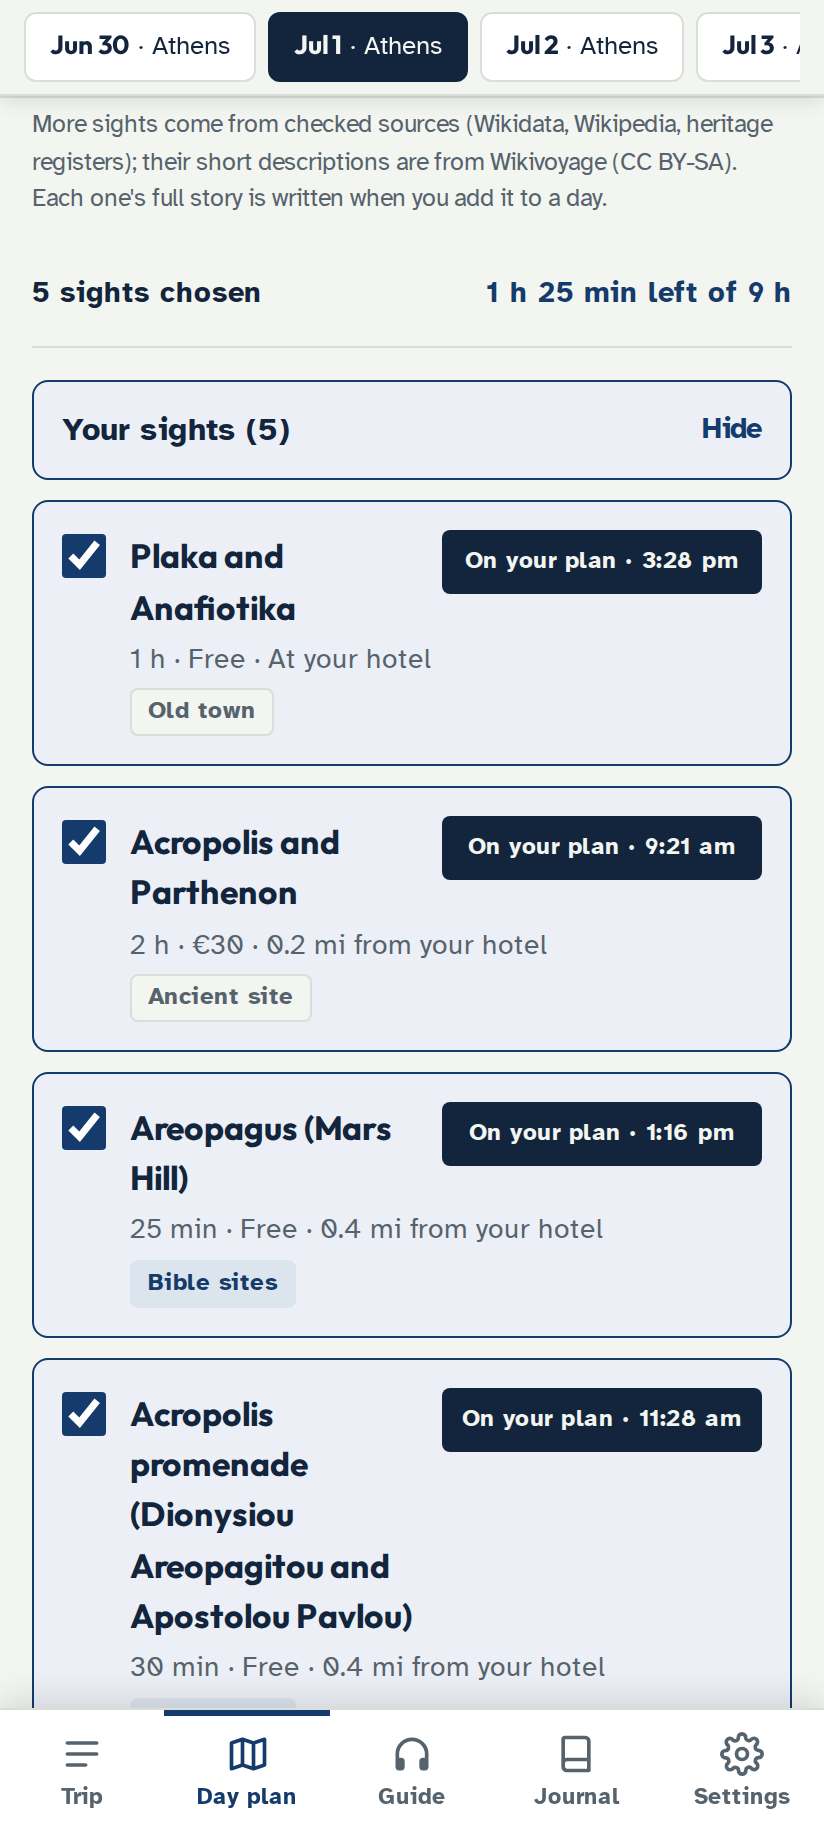 Jun 30 · Athens
Jul 1 · Athens
Jul 2 · Athens
Jul 3 ·
More sights come from checked sources (Wikidata, Wikipedia, heritage
registers); their short descriptions are from Wikivoyage (CC BY-SA).
Each one's full story is written when you add it to a day.
5 sights chosen
1 h 25 min left of 9 h
Your sights (5)
Hide
Plaka and
Anafiotika
On your plan · 3:28 pm
1 h · Free · At your hotel
Old town
Acropolis and
Parthenon
On your plan · 9:21 am
2 h · €30 · 0.2 mi from your hotel
Ancient site
Areopagus (Mars
Hill)
On your plan · 1:16 pm
25 min · Free · 0.4 mi from your hotel
Bible sites
Acropolis
promenade
(Dionysiou
Areopagitou and
Apostolou Pavlou)
On your plan · 11:28 am
30 min · Free · 0.4 mi from your hotel
Trip
Day plan
Guide
Journal
Settings